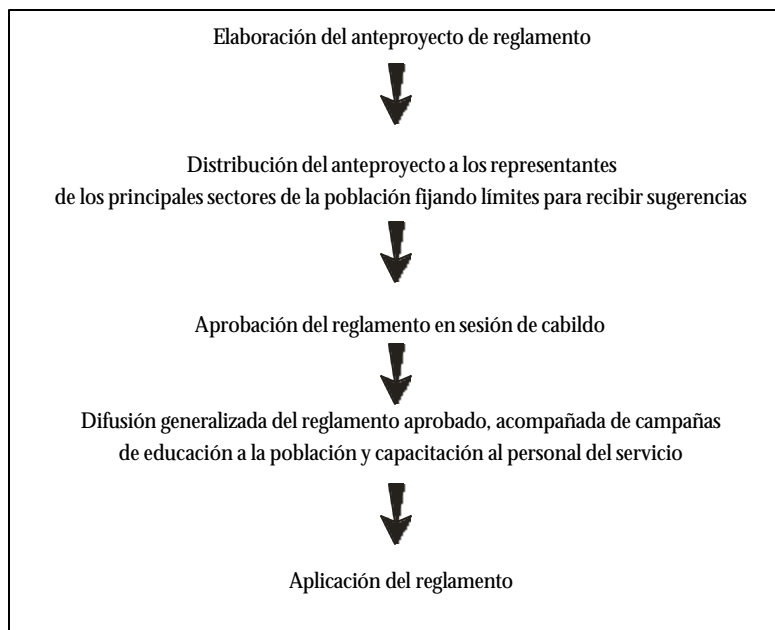 Elaboración del anteproyecto de reglamento
Distribución del anteproyecto a los representantes
de los principales sectores de la población fijando límites para recibir sugerencias
Aprobación del reglamento en sesión de cabildo
Difusión generalizada del reglamento aprobado, acompañada de campañas
de educación a la población y capacitación al personal del servicio
Aplicación del reglamento